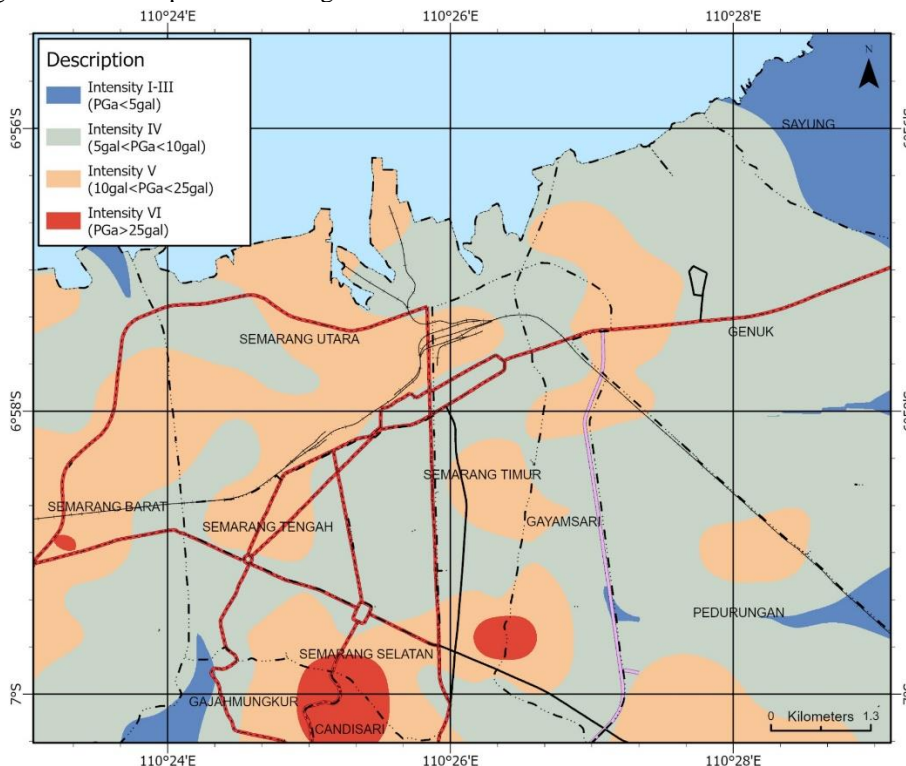 110°24'E 110°26'E 110°28'E
Description
Intensity I-III
(PGa<5gal)
Intensity IV
(5gal<PGa<10gal)
Intensity V
(10gal<PGa<25gal)
Intensity VI
(PGa>25gal)
N
SAYUNG
6°56'S
SEMARANG UTARA
GENUK
6°58'S
SEMARANG TIMUR
SEMARANG BARAT
SEMARANG TENGAH
GAYAMSARI
PEDURUNGAN
SEMARANG SELATAN
GAJAHMUNGKUR
CANDISARI
0 Kilometers 1.3
7°S
110°24'E 110°26'E 110°28'E